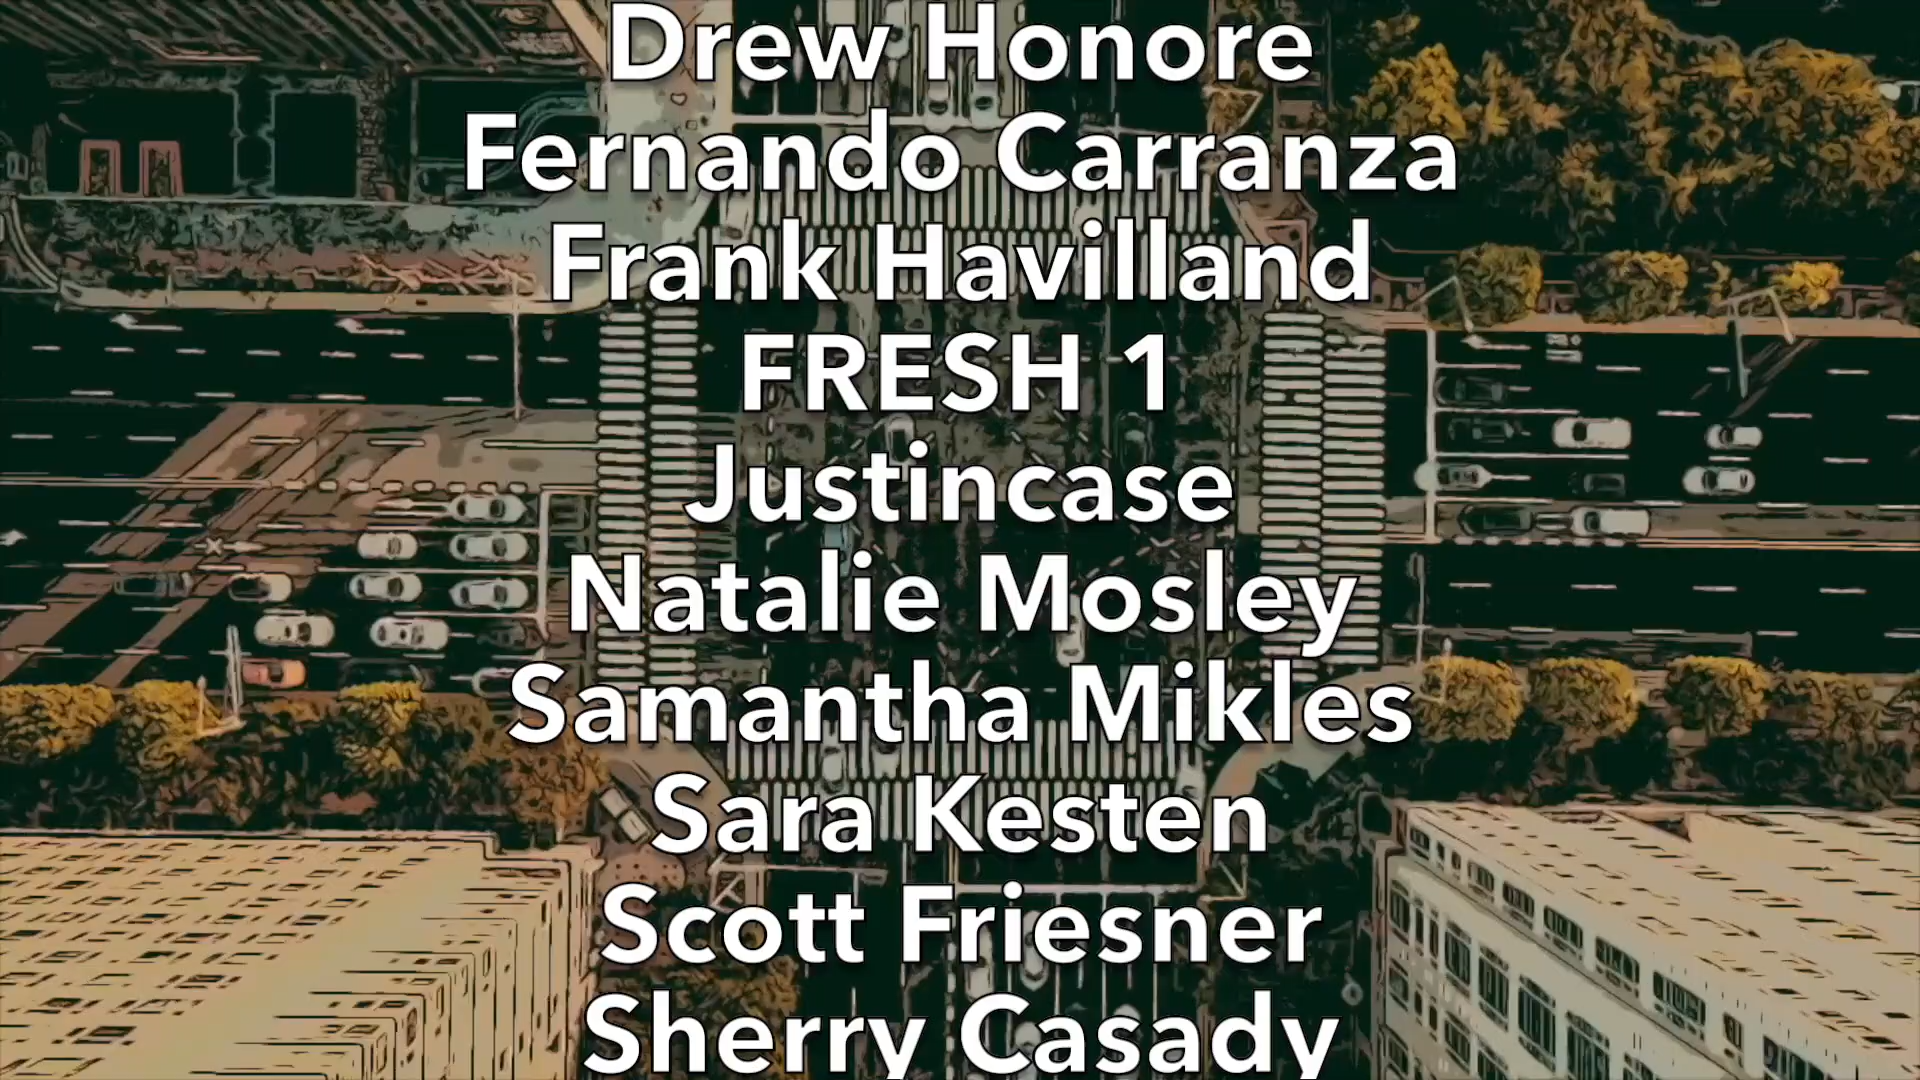 Drew Honore
Fernando Carranza
Frank Havilland
FRESH 1
Justincase
Natalie Mosley
Samantha Mikles
Sara Kesten
Scott Friesner
Sherry Casady